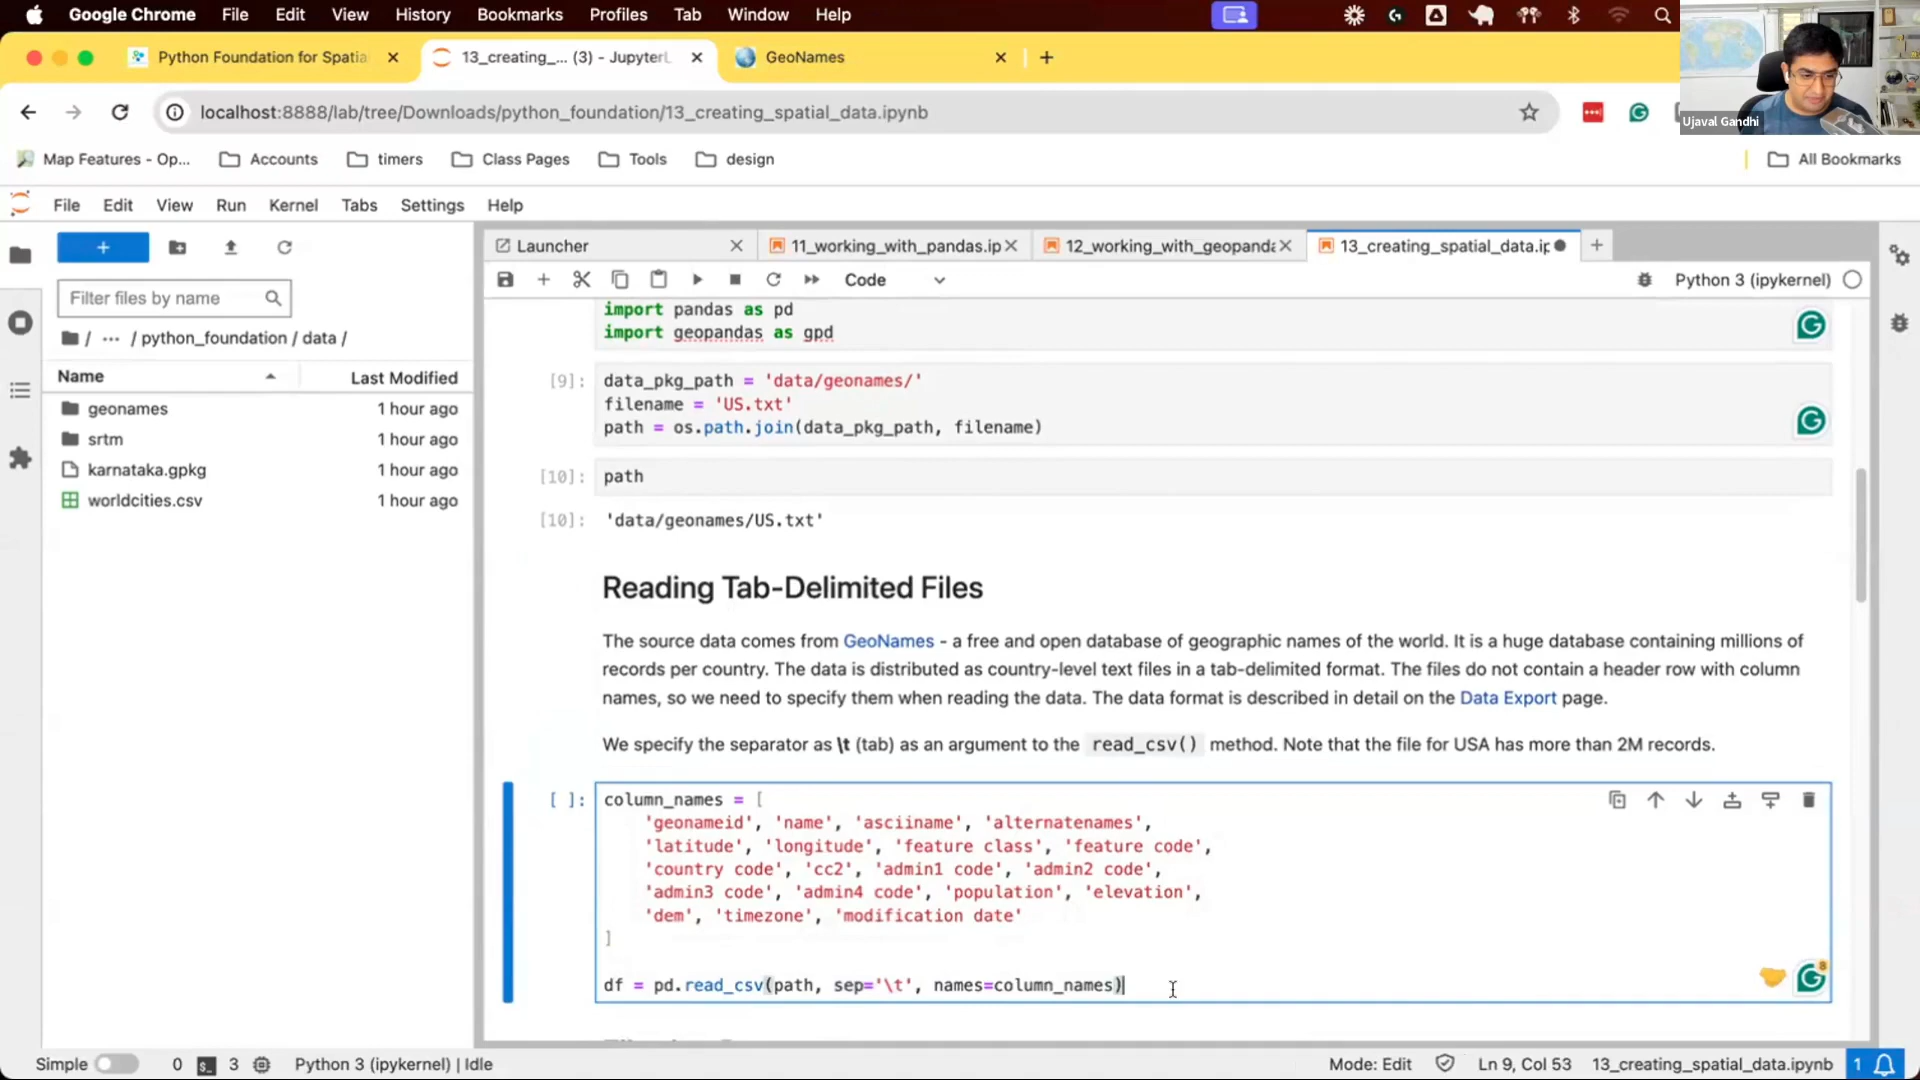 Google Chrome File Edit View History Bookmarks Profiles Tab Window Help
Python Foundation for Spatia
13_creating_... (3) - JupyterL
GeoNames
localhost:8888/lab/tree/Downloads/python_foundation/13_creating_spatial_data.ipynb
Ujaval Gandhi
Map Features - Op... Accounts timers Class Pages Tools design All Bookmarks
File Edit View Run Kernel Tabs Settings Help
Launcher 11_working_with_pandas.ip 12_working_with_geopanda 13_creating_spatial_data.ip
Code Python 3 (ipykernel)
Filter files by name
/ ··· / python_foundation / data /
Name Last Modified
geonames 1 hour ago
srtm 1 hour ago
karnataka.gpkg 1 hour ago
worldcities.csv 1 hour ago
import pandas as pd
import geopandas as gpd
[9]: data_pkg_path = 'data/geonames/'
filename = 'US.txt'
path = os.path.join(data_pkg_path, filename)
[10]: path
[10]: 'data/geonames/US.txt'
Reading Tab-Delimited Files
The source data comes from GeoNames - a free and open database of geographic names of the world. It is a huge database containing millions of
records per country. The data is distributed as country-level text files in a tab-delimited format. The files do not contain a header row with column
names, so we need to specify them when reading the data. The data format is described in detail on the Data Export page.
We specify the separator as \t (tab) as an argument to the read_csv() method. Note that the file for USA has more than 2M records.
[ ]: column_names = [
'geonameid', 'name', 'asciiname', 'alternatenames',
'latitude', 'longitude', 'feature class', 'feature code',
'country code', 'cc2', 'admin1 code', 'admin2 code',
'admin3 code', 'admin4 code', 'population', 'elevation',
'dem', 'timezone', 'modification date'
]
df = pd.read_csv(path, sep='\t', names=column_names)
Simple 0 3 Python 3 (ipykernel) | Idle Mode: Edit Ln 9, Col 53 13_creating_spatial_data.ipynb 1